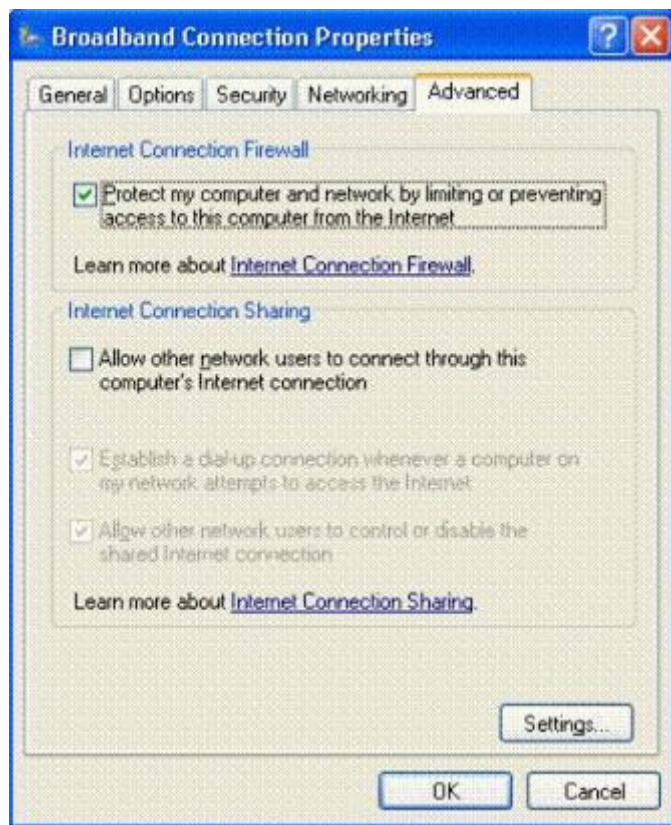 Broadband Connection Properties
General Options Security Networking Advanced
Internet Connection Firewall
Protect my computer and network by limiting or preventing
access to this computer from the Internet
Learn more about Internet Connection Firewall.
Internet Connection Sharing
Allow other network users to connect through this
computer's Internet connection
Establish a dial-up connection whenever a computer on
my network attempts to access the Internet
Allow other network users to control or disable the
shared Internet connection
Learn more about Internet Connection Sharing.
Settings...
OK Cancel